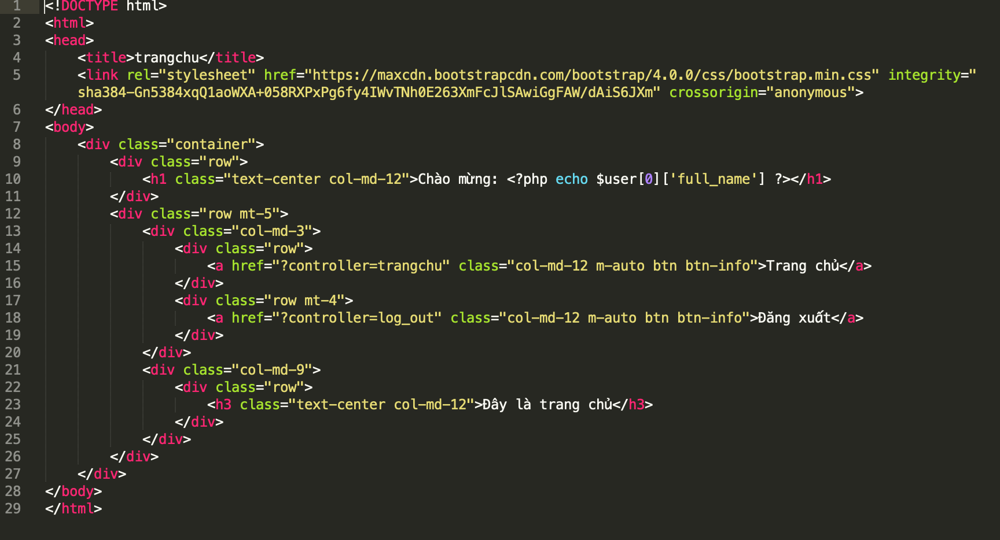 1 <!DOCTYPE html>
2 <html>
3 <head>
4     <title>trangchu</title>
5     <link rel="stylesheet" href="https://maxcdn.bootstrapcdn.com/bootstrap/4.0.0/css/bootstrap.min.css" integrity="
sha384-Gn5384xqQ1aoWXA+058RXPxPg6fy4IWvTNh0E263XmFcJlSAwiGgFAW/dAiS6JXm" crossorigin="anonymous">
6 </head>
7 <body>
8     <div class="container">
9         <div class="row">
10             <h1 class="text-center col-md-12">Chào mừng: <?php echo $user[0]['full_name'] ?></h1>
11         </div>
12         <div class="row mt-5">
13             <div class="col-md-3">
14                 <div class="row">
15                     <a href="?controller=trangchu" class="col-md-12 m-auto btn btn-info">Trang chủ</a>
16                 </div>
17                 <div class="row mt-4">
18                     <a href="?controller=log_out" class="col-md-12 m-auto btn btn-info">Đăng xuất</a>
19                 </div>
20             </div>
21             <div class="col-md-9">
22                 <div class="row">
23                     <h3 class="text-center col-md-12">Đây là trang chủ</h3>
24                 </div>
25             </div>
26         </div>
27     </div>
28 </body>
29 </html>